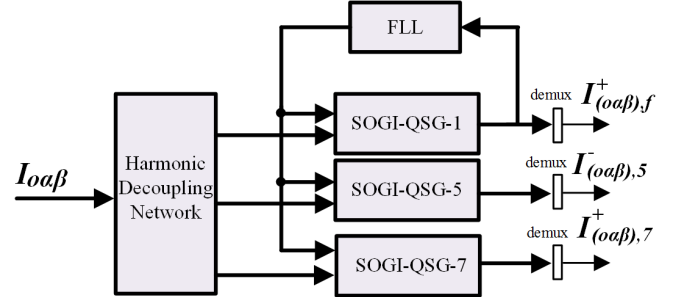 FLL
demux I⁺(oαβ),f
SOGI-QSG-1
Harmonic
Decoupling
Network
Ioαβ
demux I⁻(oαβ),5
SOGI-QSG-5
demux I⁺(oαβ),7
SOGI-QSG-7